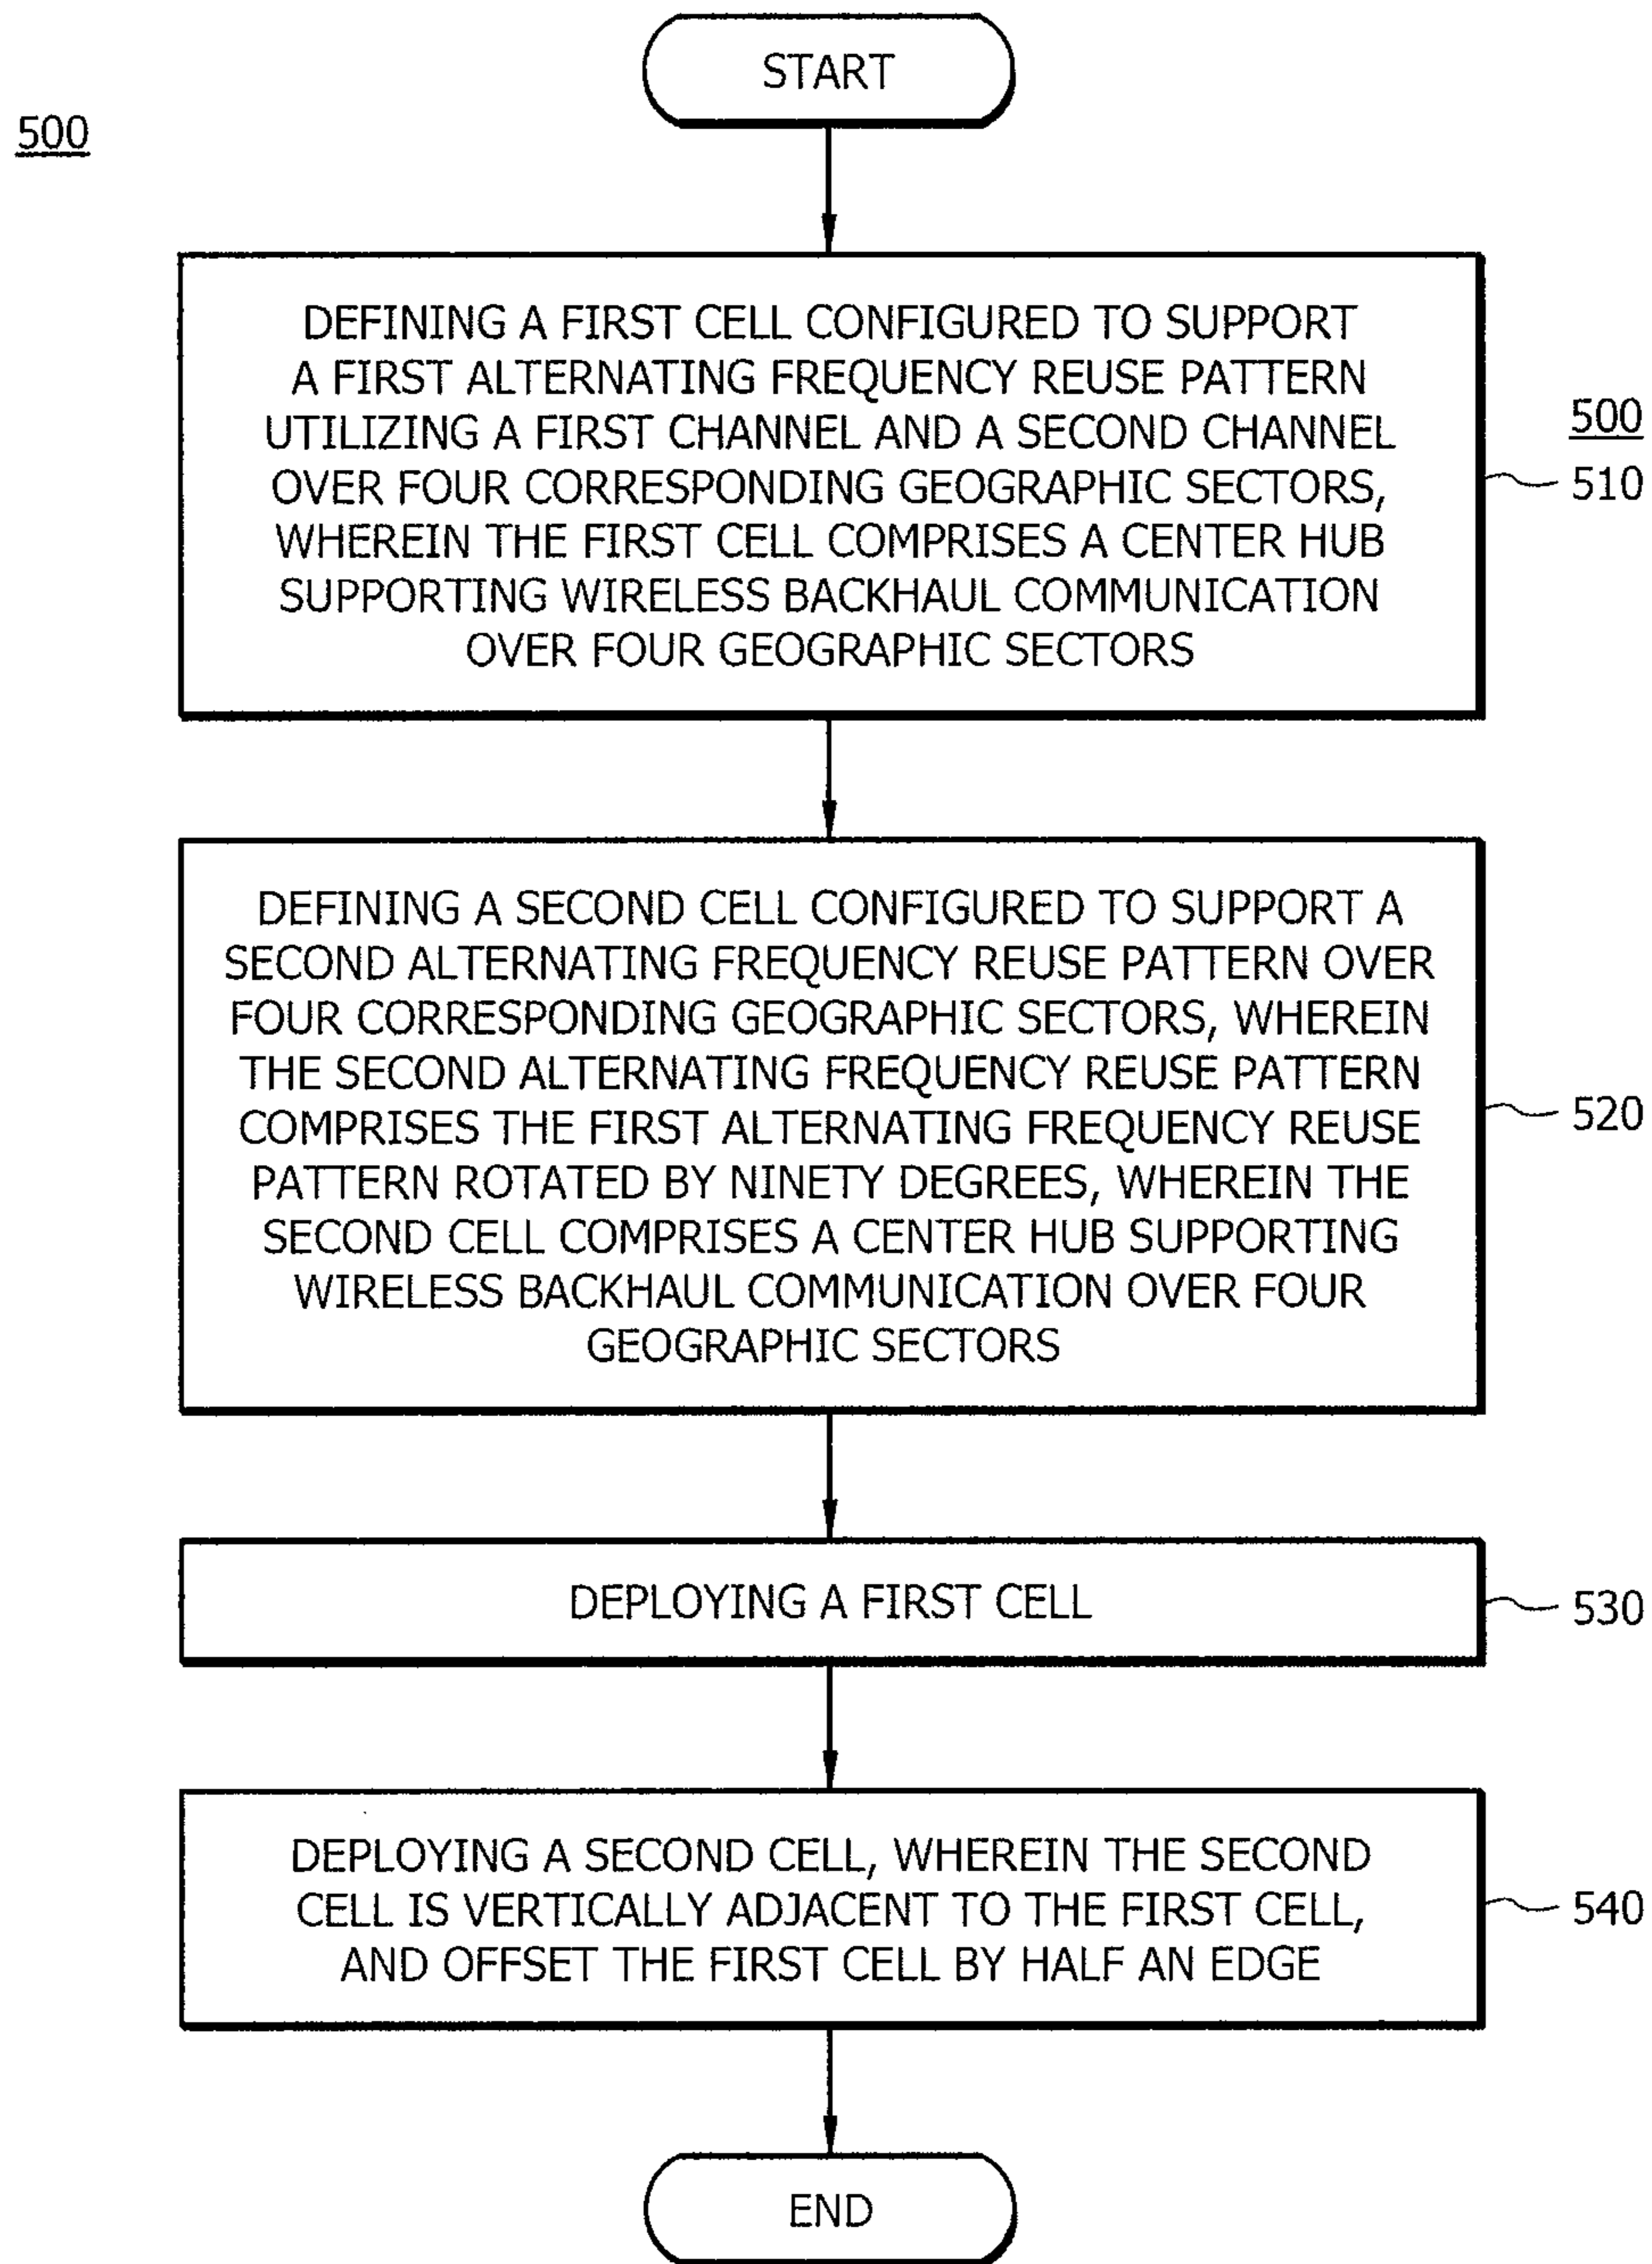 START
500
DEFINING A FIRST CELL CONFIGURED TO SUPPORT
A FIRST ALTERNATING FREQUENCY REUSE PATTERN
UTILIZING A FIRST CHANNEL AND A SECOND CHANNEL
OVER FOUR CORRESPONDING GEOGRAPHIC SECTORS,
WHEREIN THE FIRST CELL COMPRISES A CENTER HUB
SUPPORTING WIRELESS BACKHAUL COMMUNICATION
OVER FOUR GEOGRAPHIC SECTORS
500
510
DEFINING A SECOND CELL CONFIGURED TO SUPPORT A
SECOND ALTERNATING FREQUENCY REUSE PATTERN OVER
FOUR CORRESPONDING GEOGRAPHIC SECTORS, WHEREIN
THE SECOND ALTERNATING FREQUENCY REUSE PATTERN
COMPRISES THE FIRST ALTERNATING FREQUENCY REUSE
PATTERN ROTATED BY NINETY DEGREES, WHEREIN THE
SECOND CELL COMPRISES A CENTER HUB SUPPORTING
WIRELESS BACKHAUL COMMUNICATION OVER FOUR
GEOGRAPHIC SECTORS
520
DEPLOYING A FIRST CELL
530
DEPLOYING A SECOND CELL, WHEREIN THE SECOND
CELL IS VERTICALLY ADJACENT TO THE FIRST CELL,
AND OFFSET THE FIRST CELL BY HALF AN EDGE
540
END